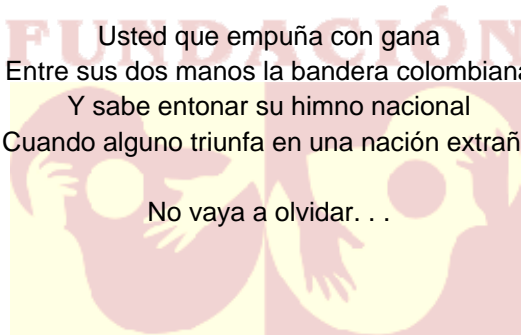 FUNDACIÓN
Usted que empuña con gana
Entre sus dos manos la bandera colombiana
Y sabe entonar su himno nacional
Cuando alguno triunfa en una nación extrañ
No vaya a olvidar. . .